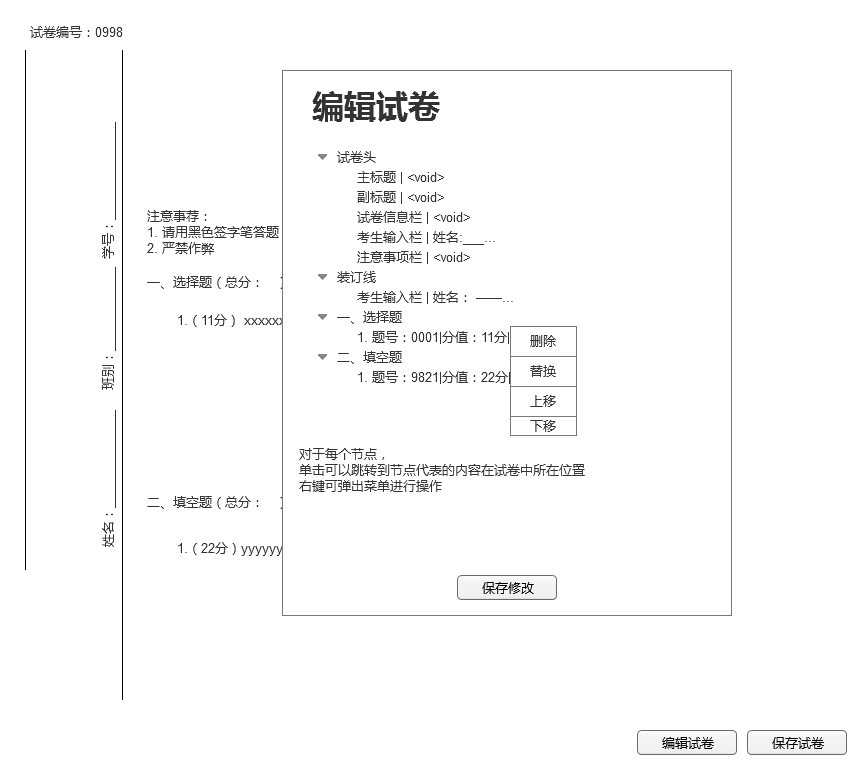 试卷编号：0998
学号：
班别：
姓名：
注意事荐：
1. 请用黑色签字笔答题
2. 严禁作弊
一、选择题（总分：
1.（11分） xxxxxx
二、填空题（总分：
1.（22分）yyyyyy
编辑试卷
试卷头
主标题 | <void>
副标题 | <void>
试卷信息栏 | <void>
考生输入栏 | 姓名:___...
注意事项栏 | <void>
装订线
考生输入栏 | 姓名： ——...
一、选择题
1. 题号：0001|分值：11分|
二、填空题
1. 题号：9821|分值：22分|
删除
替换
上移
下移
对于每个节点，
单击可以跳转到节点代表的内容在试卷中所在位置
右键可弹出菜单进行操作
保存修改
编辑试卷
保存试卷